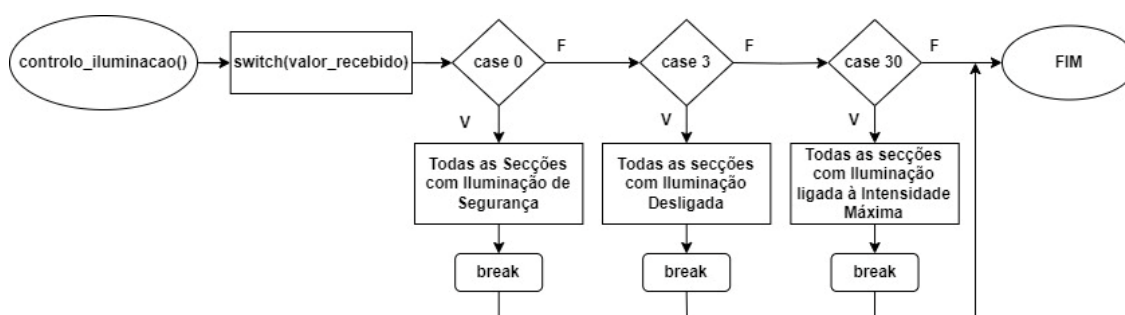 controlo_iluminacao()
switch(valor_recebido)
case 0
F
case 3
F
case 30
F
FIM
V
V
V
Todas as Secções
com Iluminação de
Segurança
Todas as secções
com Iluminação
Desligada
Todas as secções
com Iluminação
ligada à Intensidade
Máxima
break
break
break